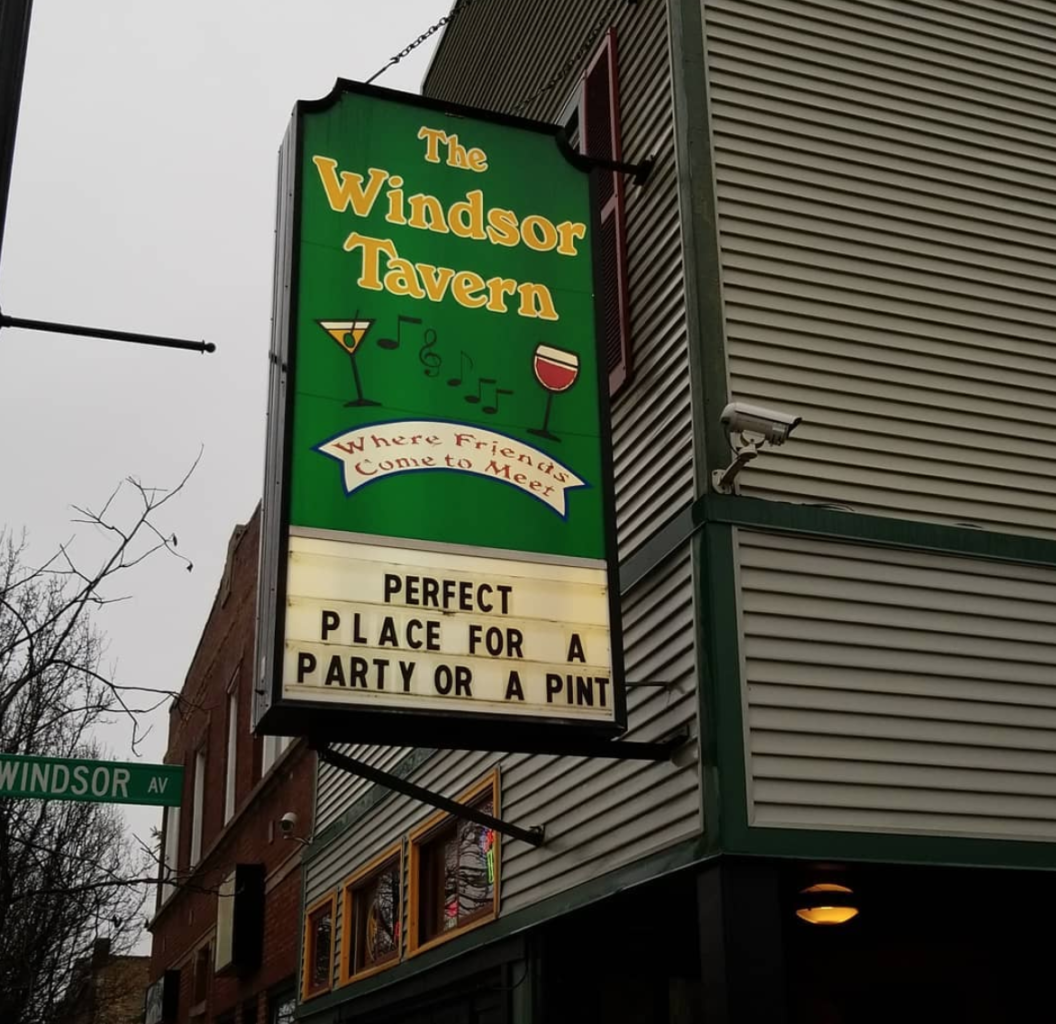 The
Windsor
Tavern
Where Friends
Come to Meet
PERFECT
PLACE FOR A
PARTY OR A PINT
WINDSOR AV